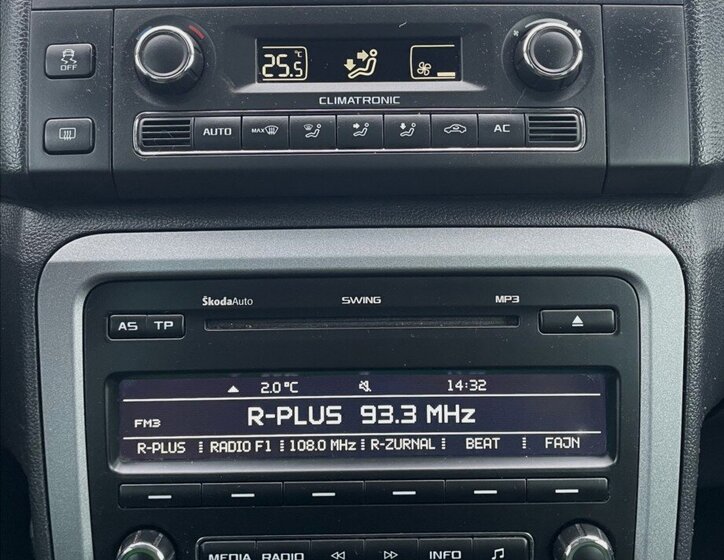 OFF
25.5 °C
CLIMATRONIC
AUTO MAX AC
ŠkodaAuto SWING MP3
AS TP
2.0 °C 14:32
FM3 R-PLUS 93.3 MHz
R-PLUS RADIO F1 108.0 MHz R-ZURNAL BEAT FAJN
MEDIA RADIO INFO